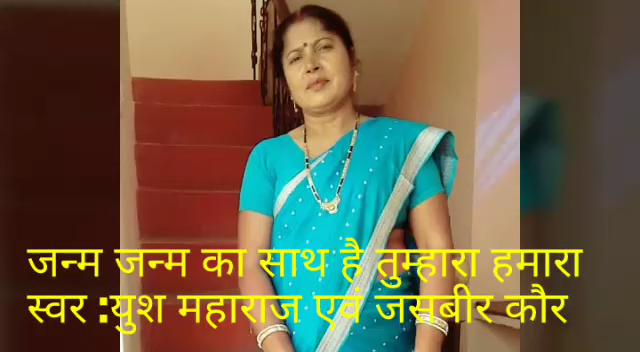 जन्म जन्म का साथ है तुम्हारा हमारा
स्वर :युश महाराज एवं जसबीर कौर